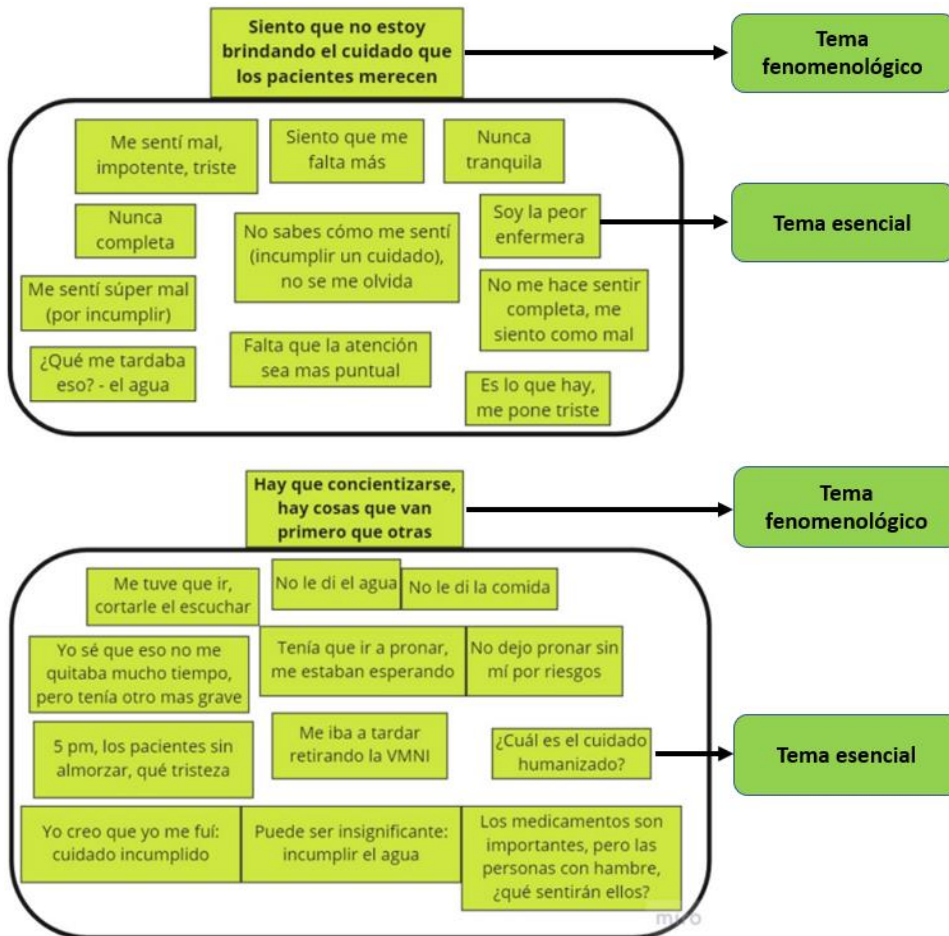 Siento que no estoy
brindando el cuidado que
los pacientes merecen
Tema
fenomenológico
Me sentí mal,
impotente, triste
Siento que me
falta más
Nunca
tranquila
Nunca
completa
No sabes cómo me sentí
(incumplir un cuidado),
no se me olvida
Soy la peor
enfermera
Tema esencial
Me sentí súper mal
(por incumplir)
No me hace sentir
completa, me
siento como mal
¿Qué me tardaba
eso? - el agua
Falta que la atención
sea mas puntual
Es lo que hay,
me pone triste
Hay que concientizarse,
hay cosas que van
primero que otras
Tema
fenomenológico
Me tuve que ir,
cortarle el escuchar
No le di el agua
No le di la comida
Yo sé que eso no me
quitaba mucho tiempo,
pero tenía otro mas grave
Tenía que ir a pronar,
me estaban esperando
No dejo pronar sin
mí por riesgos
5 pm, los pacientes sin
almorzar, qué tristeza
Me iba a tardar
retirando la VMNI
¿Cuál es el cuidado
humanizado?
Tema esencial
Yo creo que yo me fuí:
cuidado incumplido
Puede ser insignificante:
incumplir el agua
Los medicamentos son
importantes, pero las
personas con hambre,
¿qué sentirán ellos?
miro